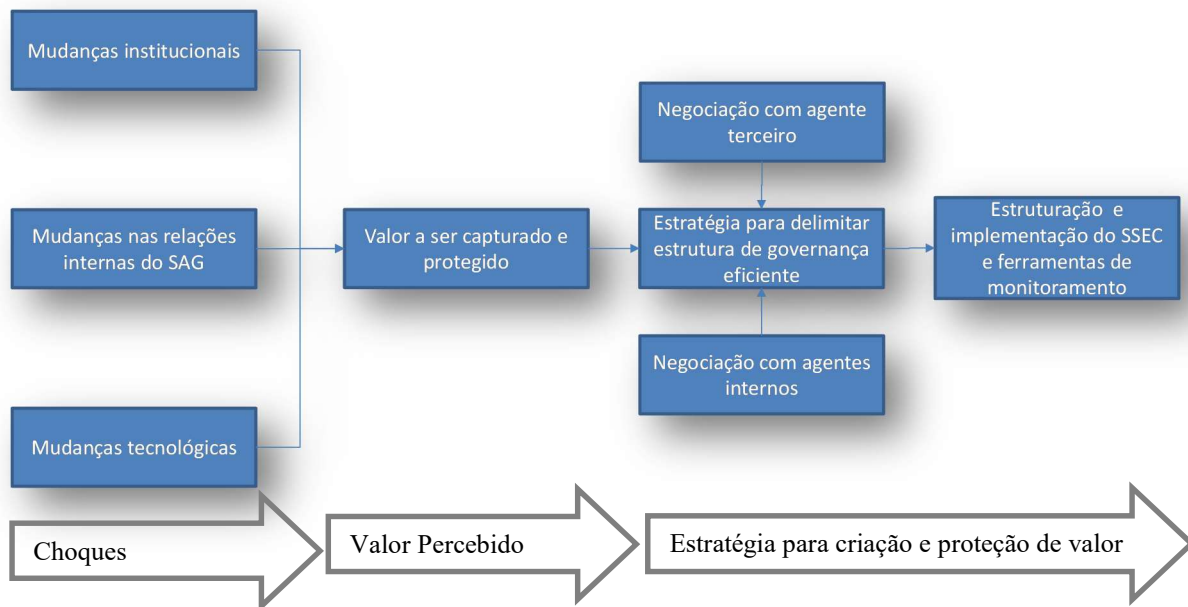 Mudanças institucionais
Mudanças nas relações
internas do SAG
Mudanças tecnológicas
Valor a ser capturado e
protegido
Negociação com agente
terceiro
Estratégia para delimitar
estrutura de governança
eficiente
Negociação com agentes
internos
Estruturação e
implementação do SSEC
e ferramentas de
monitoramento
Choques
Valor Percebido
Estratégia para criação e proteção de valor